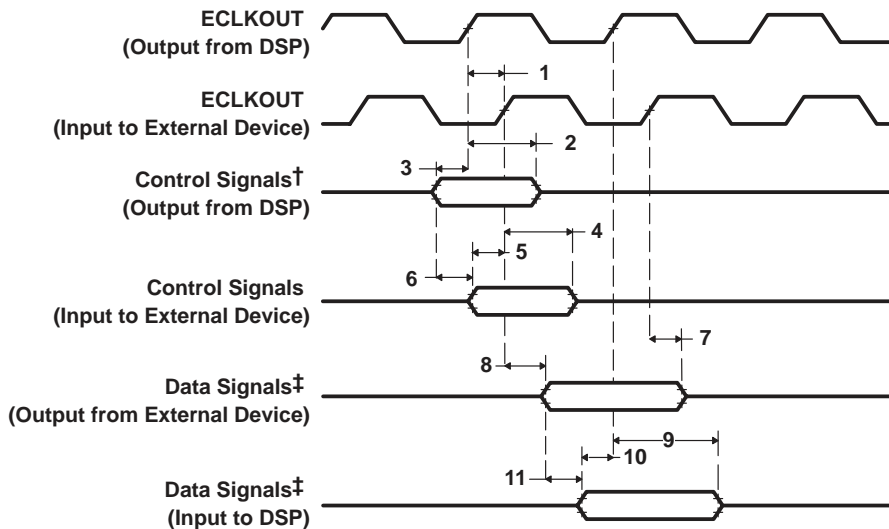 ECLKOUT
(Output from DSP)
1
ECLKOUT
(Input to External Device)
2
3
Control Signals†
(Output from DSP)
4
5
6
Control Signals
(Input to External Device)
7
8
Data Signals‡
(Output from External Device)
9
10
11
Data Signals‡
(Input to DSP)